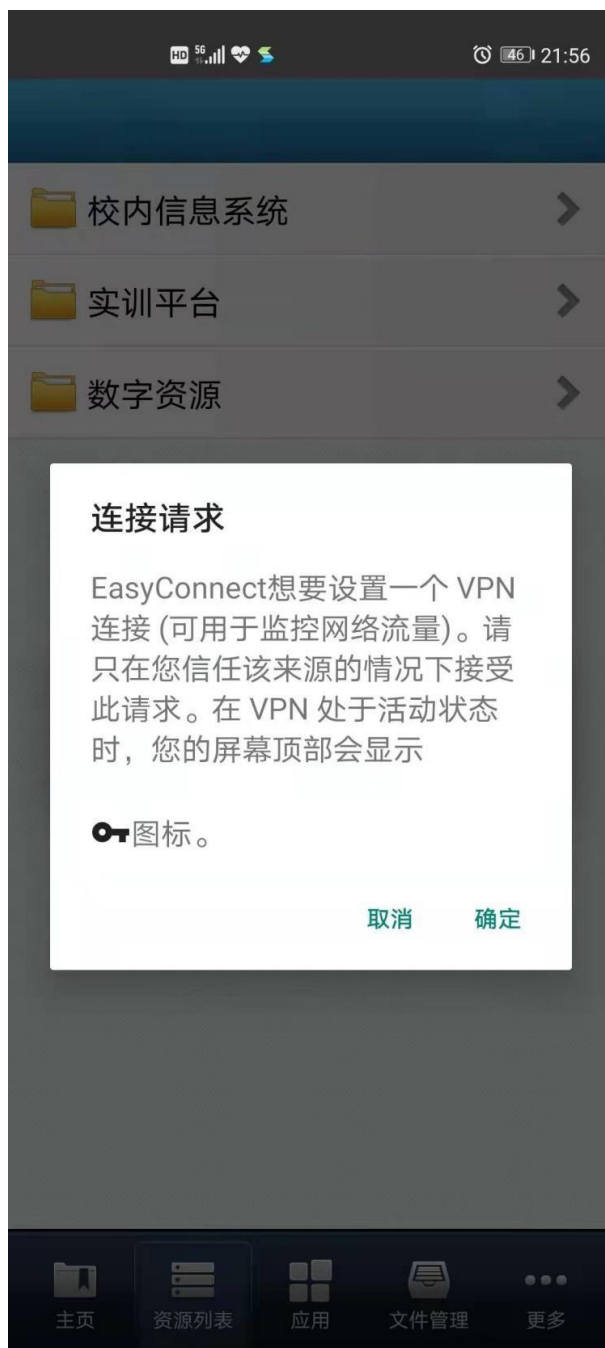 HD 5G 46 21:56
校内信息系统
实训平台
数字资源
连接请求
EasyConnect想要设置一个 VPN
连接 (可用于监控网络流量)。请
只在您信任该来源的情况下接受
此请求。在 VPN 处于活动状态
时，您的屏幕顶部会显示
图标。
取消 确定
主页 资源列表 应用 文件管理 更多